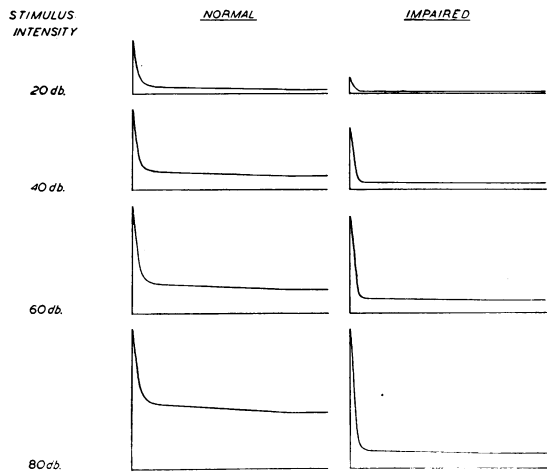 STIMULUS
INTENSITY
NORMAL
IMPAIRED
20 db.
40 db.
60 db.
80 db.